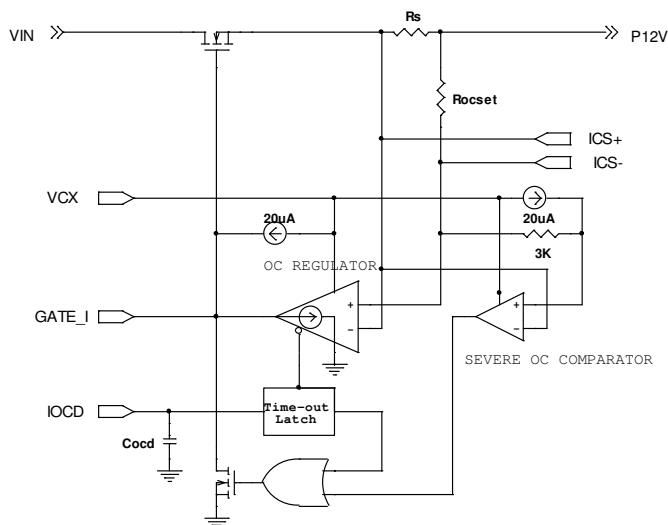 Rs
VIN
P12V
Rocset
ICS+
ICS-
VCX
20uA
20uA
3K
OC REGULATOR
+
-
+
-
GATE_I
SEVERE OC COMPARATOR
IOCD
Time-out
Latch
Cocd